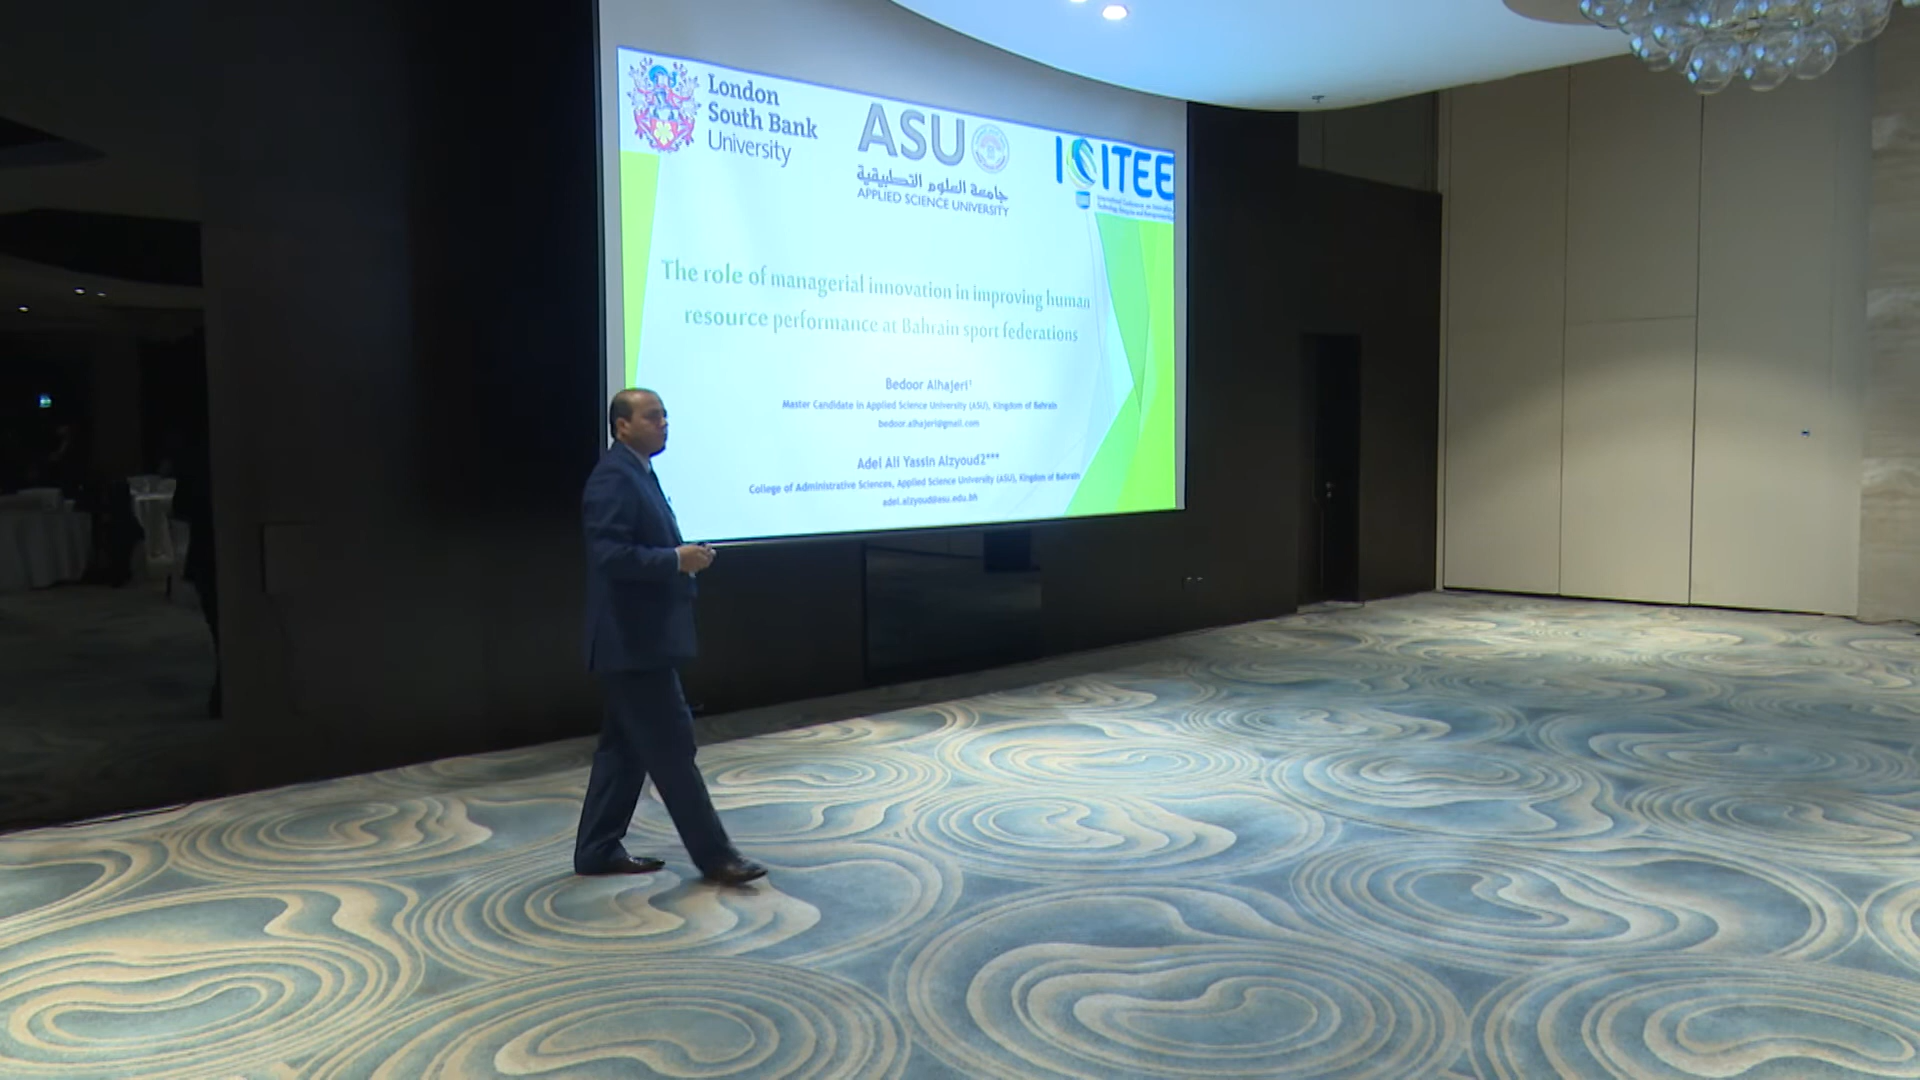 London
South Bank
University
ASU
جامعة العلوم التطبيقية
APPLIED SCIENCE UNIVERSITY
ICITEE
The role of managerial innovation in improving human
resource performance at Bahrain sport federations
Bedoor Alhajeri¹
Master Candidate in Applied Science University (ASU), Kingdom of Bahrain
bedoor.alhajeri@gmail.com
Adel Ali Yassin Alzyoud2***
College of Administrative Sciences, Applied Science University (ASU), Kingdom of Bahrain
adel.alzyoud@asu.edu.bh